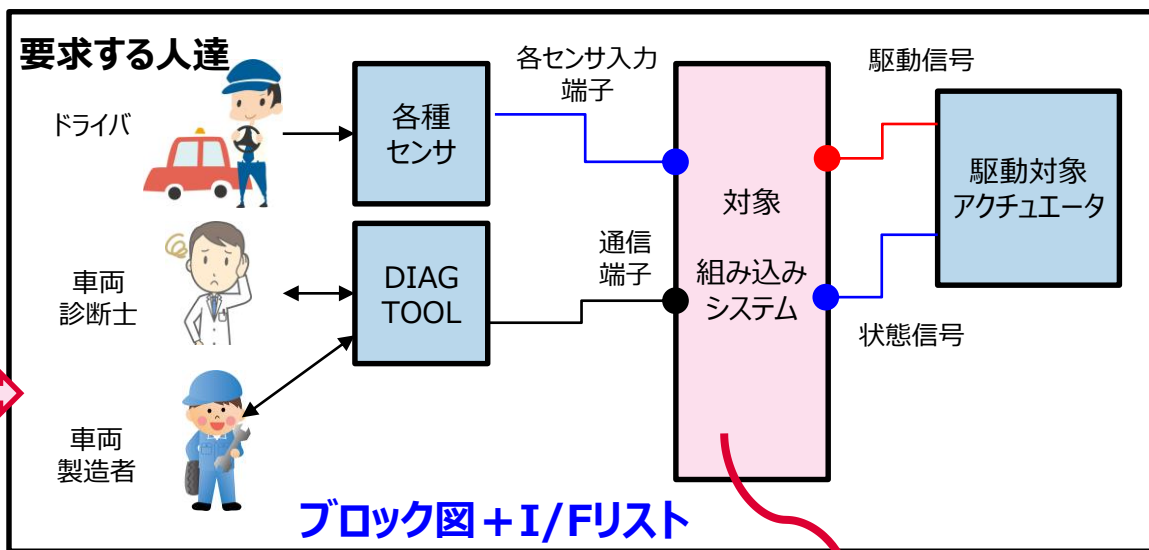 要求する人達
ドライバ
各種
センサ
各センサ入力
端子
駆動信号
対象
組み込み
システム
駆動対象
アクチュエータ
車両
診断士
DIAG
TOOL
通信
端子
状態信号
車両
製造者
ブロック図+I/Fリスト